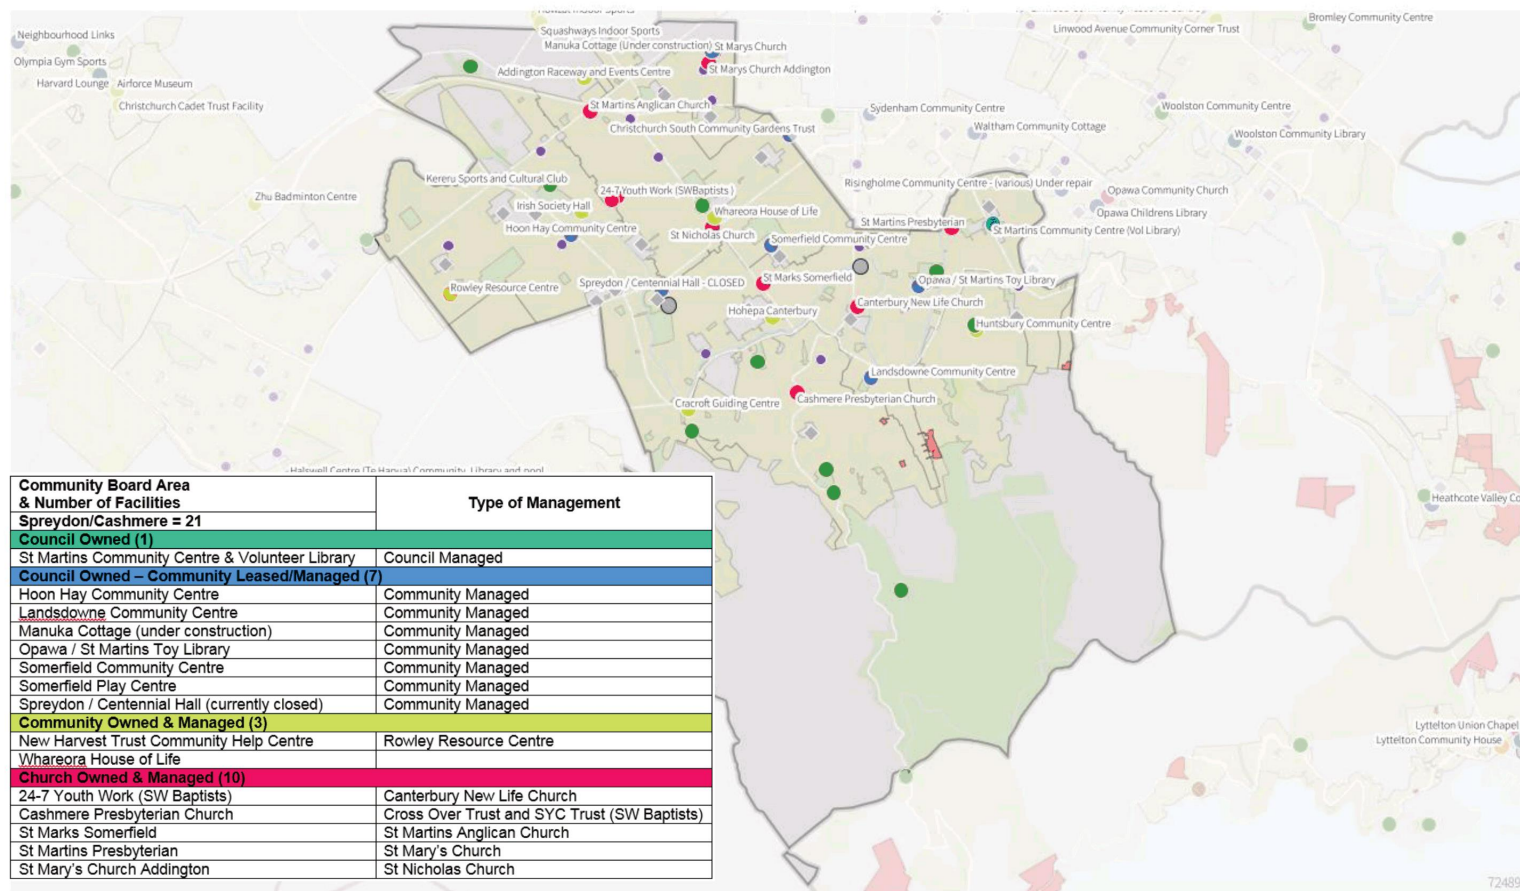 Howzat Indoor Sports
Bromley Community Centre
Squashways Indoor Sports
Linwood Avenue Community Corner Trust
Neighbourhood Links
Manuka Cottage (Under construction)
St Marys Church
Olympia Gym Sports
Addington Raceway and Events Centre
St Marys Church Addington
Harvard Lounge
Airforce Museum
Christchurch Cadet Trust Facility
St Martins Anglican Church
Sydenham Community Centre
Woolston Community Centre
Christchurch South Community Gardens Trust
Waltham Community Cottage
Woolston Community Library
Kereru Sports and Cultural Club
24-7 Youth Work (SWBaptists )
Risingholme Community Centre - (various) Under repair
Opawa Community Church
Zhu Badminton Centre
Irish Society Hall
Whareora House of Life
Opawa Childrens Library
Hoon Hay Community Centre
St Nicholas Church
St Martins Presbyterian
St Martins Community Centre (Vol Library)
Somerfield Community Centre
Rowley Resource Centre
Spreydon / Centennial Hall - CLOSED
St Marks Somerfield
Opawa / St Martins Toy Library
Hohepa Canterbury
Canterbury New Life Church
Huntsbury Community Centre
Landsdowne Community Centre
Cracroft Guiding Centre
Cashmere Presbyterian Church
Halswell Centre (Te Hapua) Community, Library and pool
Heathcote Valley Co
Lyttelton Union Chapel
Lyttelton Community House
72489
Community Board Area
& Number of Facilities
Type of Management
Spreydon/Cashmere = 21
Council Owned (1)
St Martins Community Centre & Volunteer Library Council Managed
Council Owned – Community Leased/Managed (7)
Hoon Hay Community Centre Community Managed
Landsdowne Community Centre Community Managed
Manuka Cottage (under construction) Community Managed
Opawa / St Martins Toy Library Community Managed
Somerfield Community Centre Community Managed
Somerfield Play Centre Community Managed
Spreydon / Centennial Hall (currently closed) Community Managed
Community Owned & Managed (3)
New Harvest Trust Community Help Centre Rowley Resource Centre
Whareora House of Life
Church Owned & Managed (10)
24-7 Youth Work (SW Baptists) Canterbury New Life Church
Cashmere Presbyterian Church Cross Over Trust and SYC Trust (SW Baptists)
St Marks Somerfield St Martins Anglican Church
St Martins Presbyterian St Mary's Church
St Mary's Church Addington St Nicholas Church